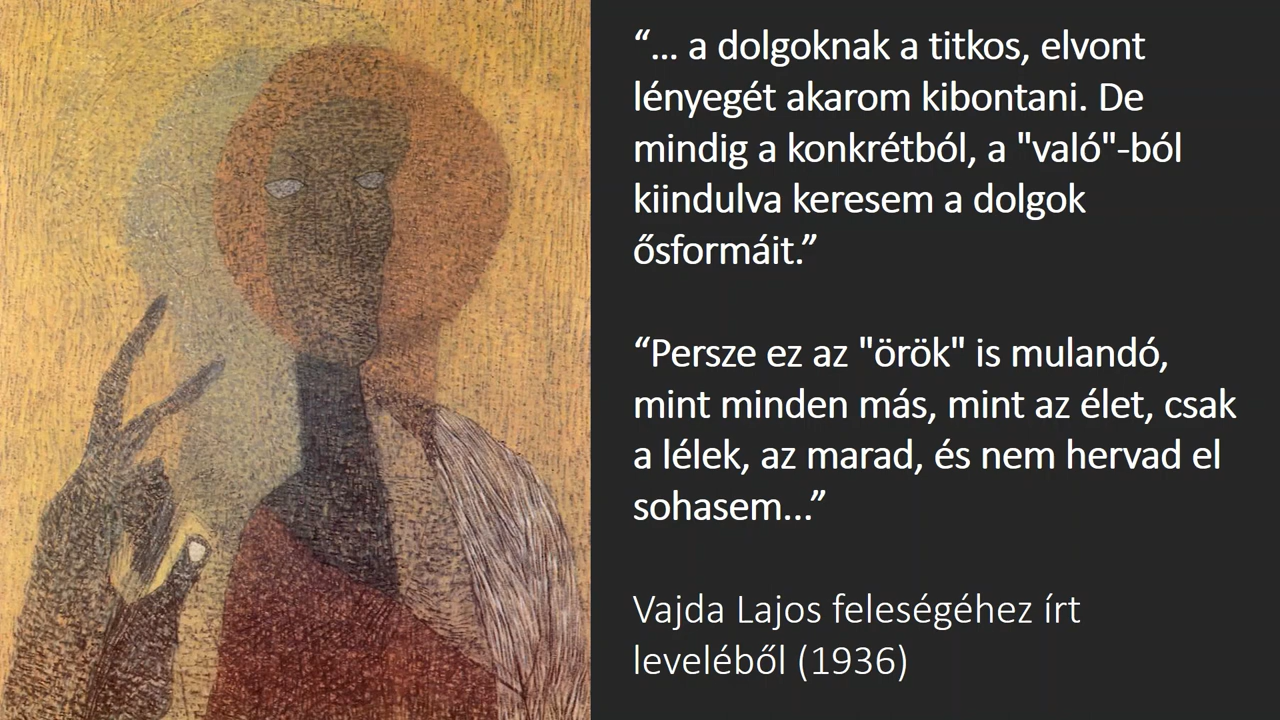 “... a dolgoknak a titkos, elvont
lényegét akarom kibontani. De
mindig a konkrétból, a "való"-ból
kiindulva keresem a dolgok
ősformáit.”
“Persze ez az "örök" is mulandó,
mint minden más, mint az élet, csak
a lélek, az marad, és nem hervad el
sohasem...”
Vajda Lajos feleségéhez írt
leveléből (1936)